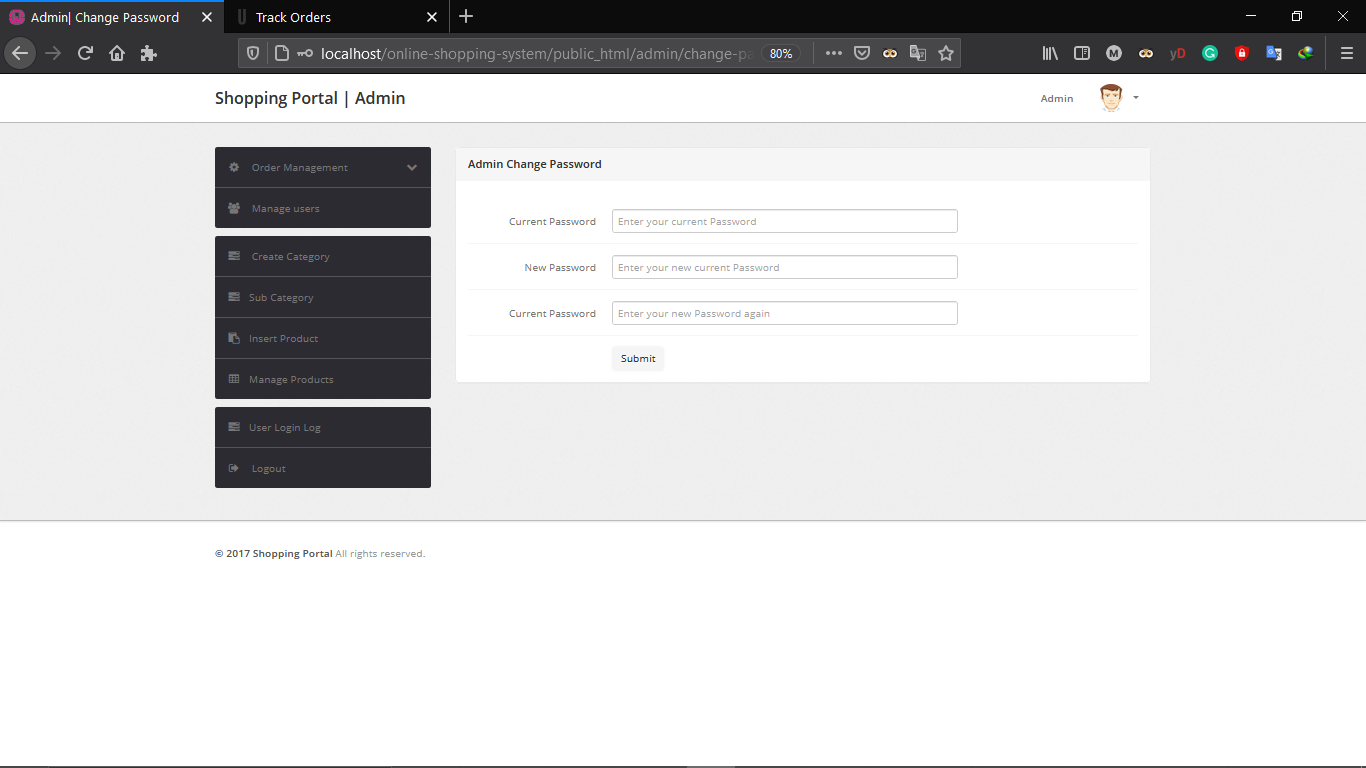 Admin| Change Password
Track Orders
localhost/online-shopping-system/public_html/admin/change-pa
80%
yD
Shopping Portal | Admin
Admin
Order Management
Manage users
Create Category
Sub Category
Insert Product
Manage Products
User Login Log
Logout
Admin Change Password
Current Password
Enter your current Password
New Password
Enter your new current Password
Current Password
Enter your new Password again
Submit
© 2017 Shopping Portal All rights reserved.